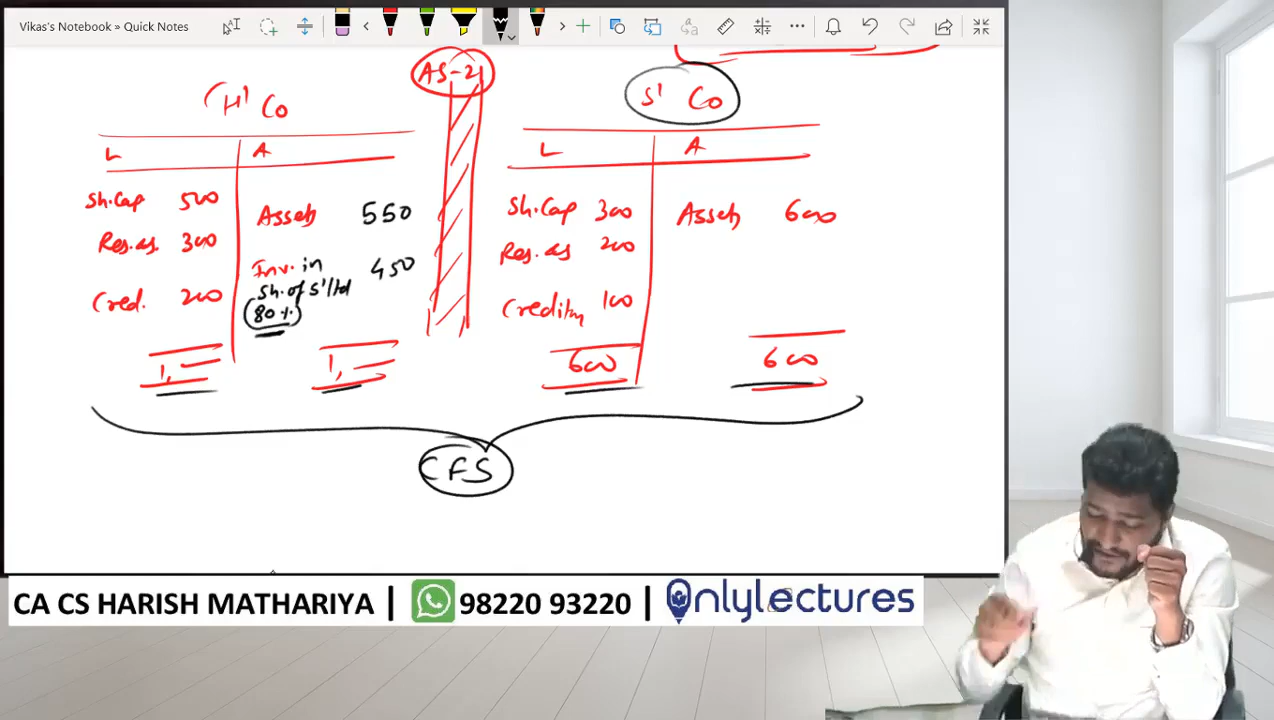 Vikas's Notebook » Quick Notes
AS-21
'H' Co
L A
Sh.Cap 500
Res. &s. 300
Cred. 200
Assets 550
Inv. in
Sh. of S' ltd 450
80 %
1, 1,
S' Co
L A
Sh. Cap 300
Res. &s 200
Creditors 100
Assets 600
600 600
CFS
CA CS HARISH MATHARIYA | 98220 93220 | Onlylectures